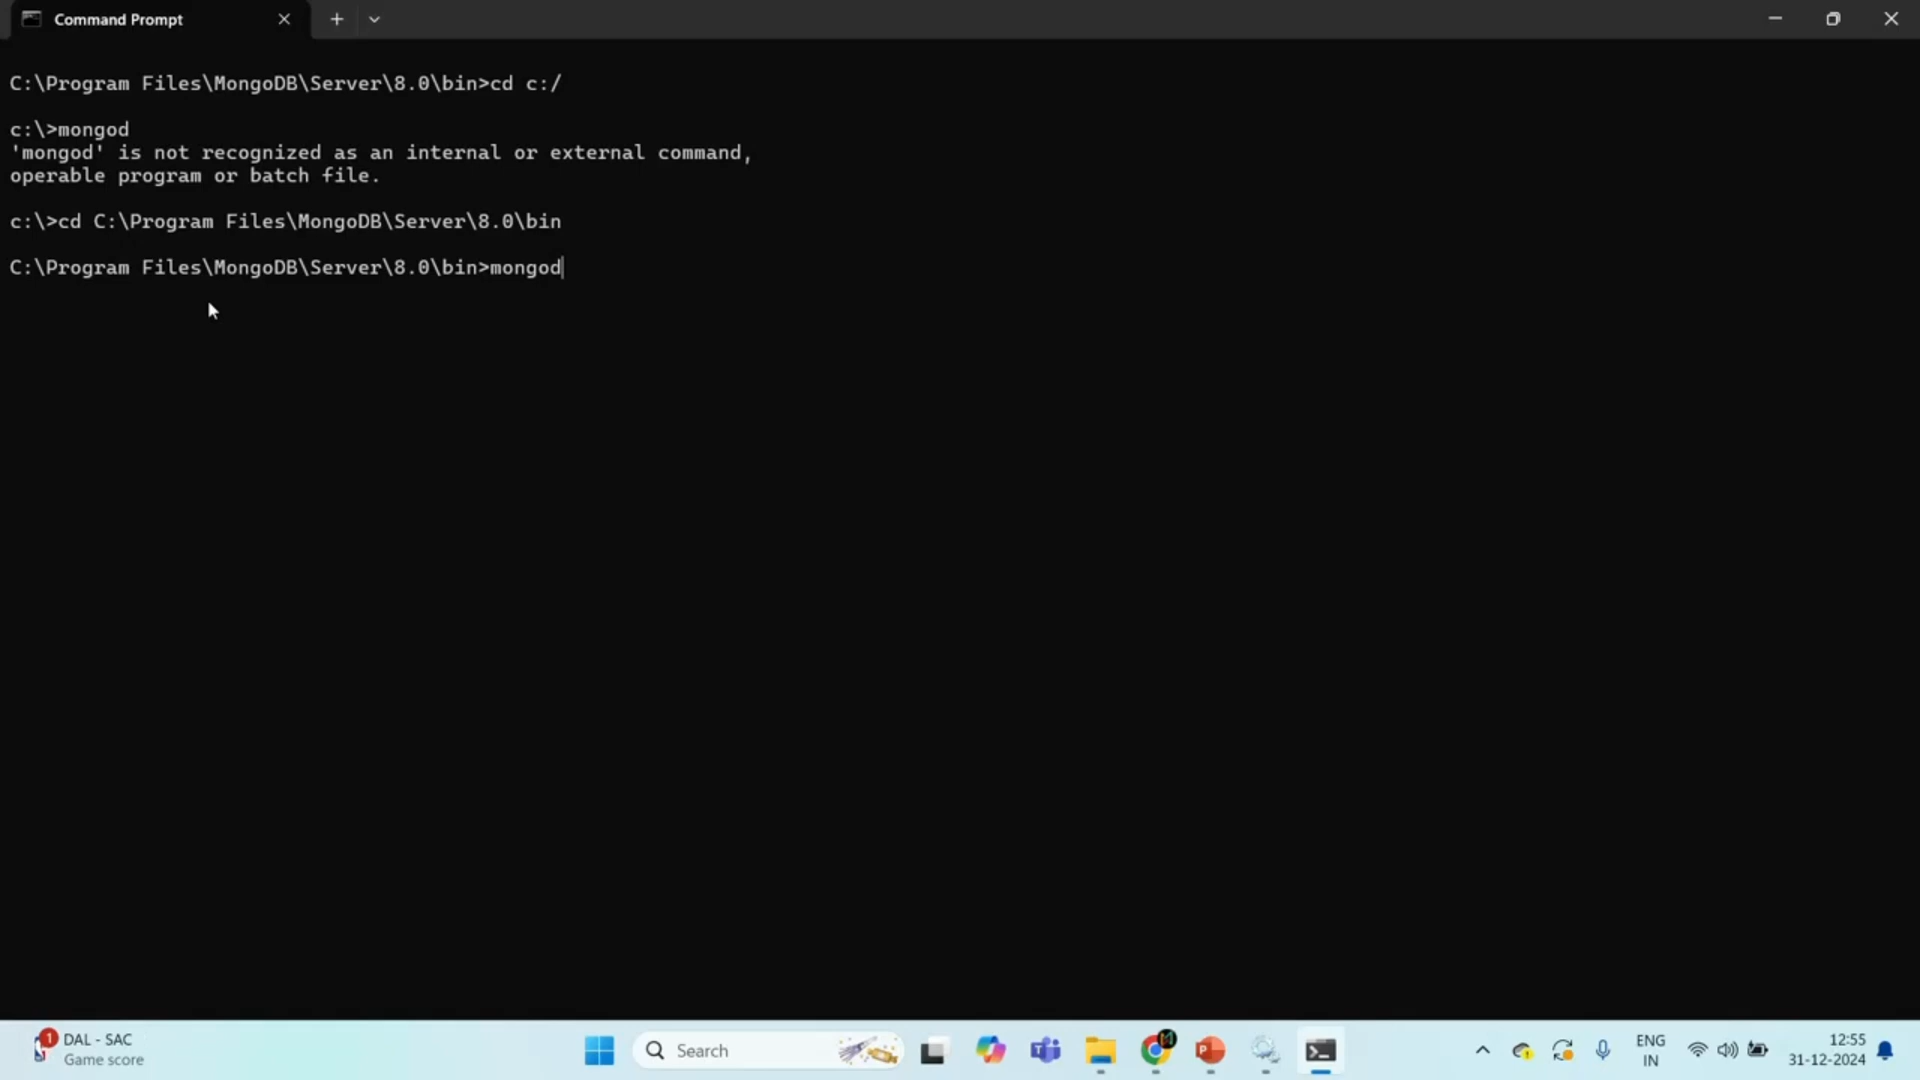 Command Prompt
C:\Program Files\MongoDB\Server\8.0\bin>cd c:/
c:\>mongod
'mongod' is not recognized as an internal or external command,
operable program or batch file.
c:\>cd C:\Program Files\MongoDB\Server\8.0\bin
C:\Program Files\MongoDB\Server\8.0\bin>mongod
1
DAL - SAC
Game score
Search
ENG
IN
12:55
31-12-2024